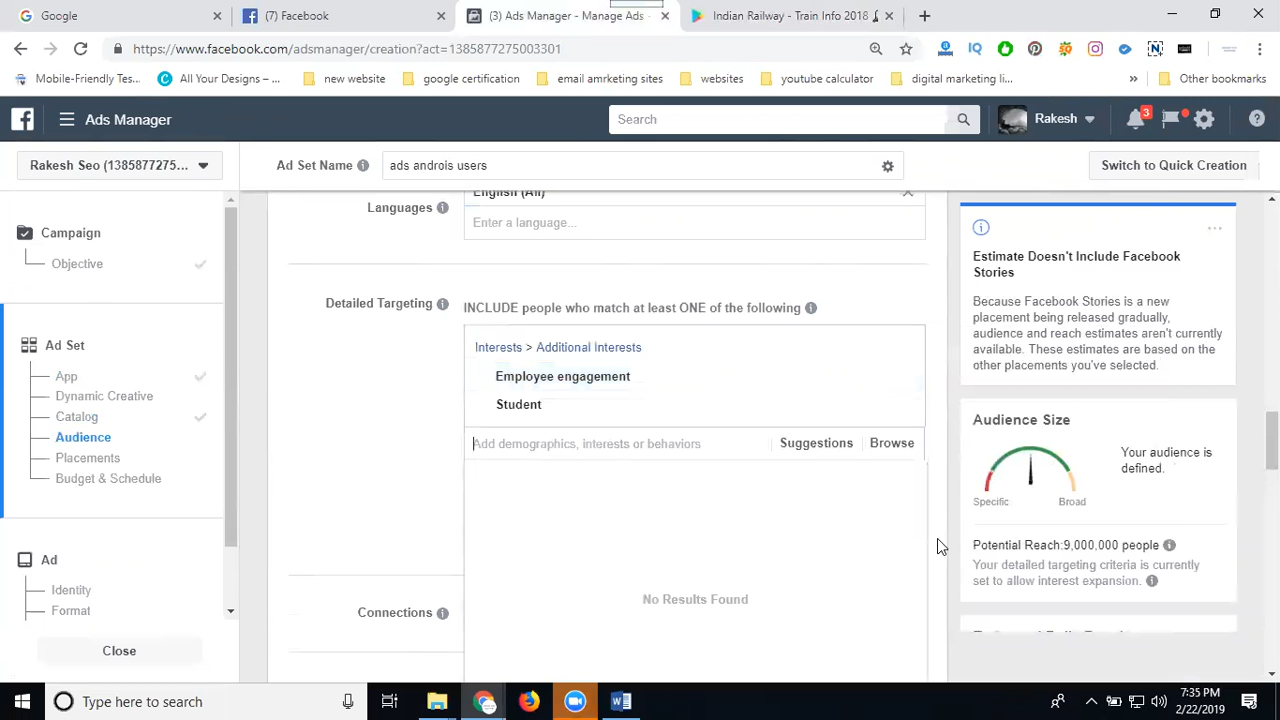 Google
(7) Facebook
(3) Ads Manager - Manage Ads -
Indian Railway - Train Info 2018
https://www.facebook.com/adsmanager/creation?act=1385877275003301
Mobile-Friendly Tes...
All Your Designs – ...
new website
google certification
email amrketing sites
websites
youtube calculator
digital marketing li...
»
Other bookmarks
Ads Manager
Search
Rakesh
3
Rakesh Seo (1385877275...
Ad Set Name
ads androis users
Switch to Quick Creation
Campaign
Objective
Ad Set
App
Dynamic Creative
Catalog
Audience
Placements
Budget & Schedule
Ad
Identity
Format
Close
English (All)
Languages
Enter a language...
Detailed Targeting
INCLUDE people who match at least ONE of the following
Interests > Additional Interests
Employee engagement
Student
Add demographics, interests or behaviors
Suggestions
Browse
No Results Found
Connections
Estimate Doesn't Include Facebook
Stories
Because Facebook Stories is a new
placement being released gradually,
audience and reach estimates aren't currently
available. These estimates are based on the
other placements you've selected.
Audience Size
Your audience is
defined.
Specific
Broad
Potential Reach:9,000,000 people
Your detailed targeting criteria is currently
set to allow interest expansion.
Type here to search
7:35 PM
2/22/2019